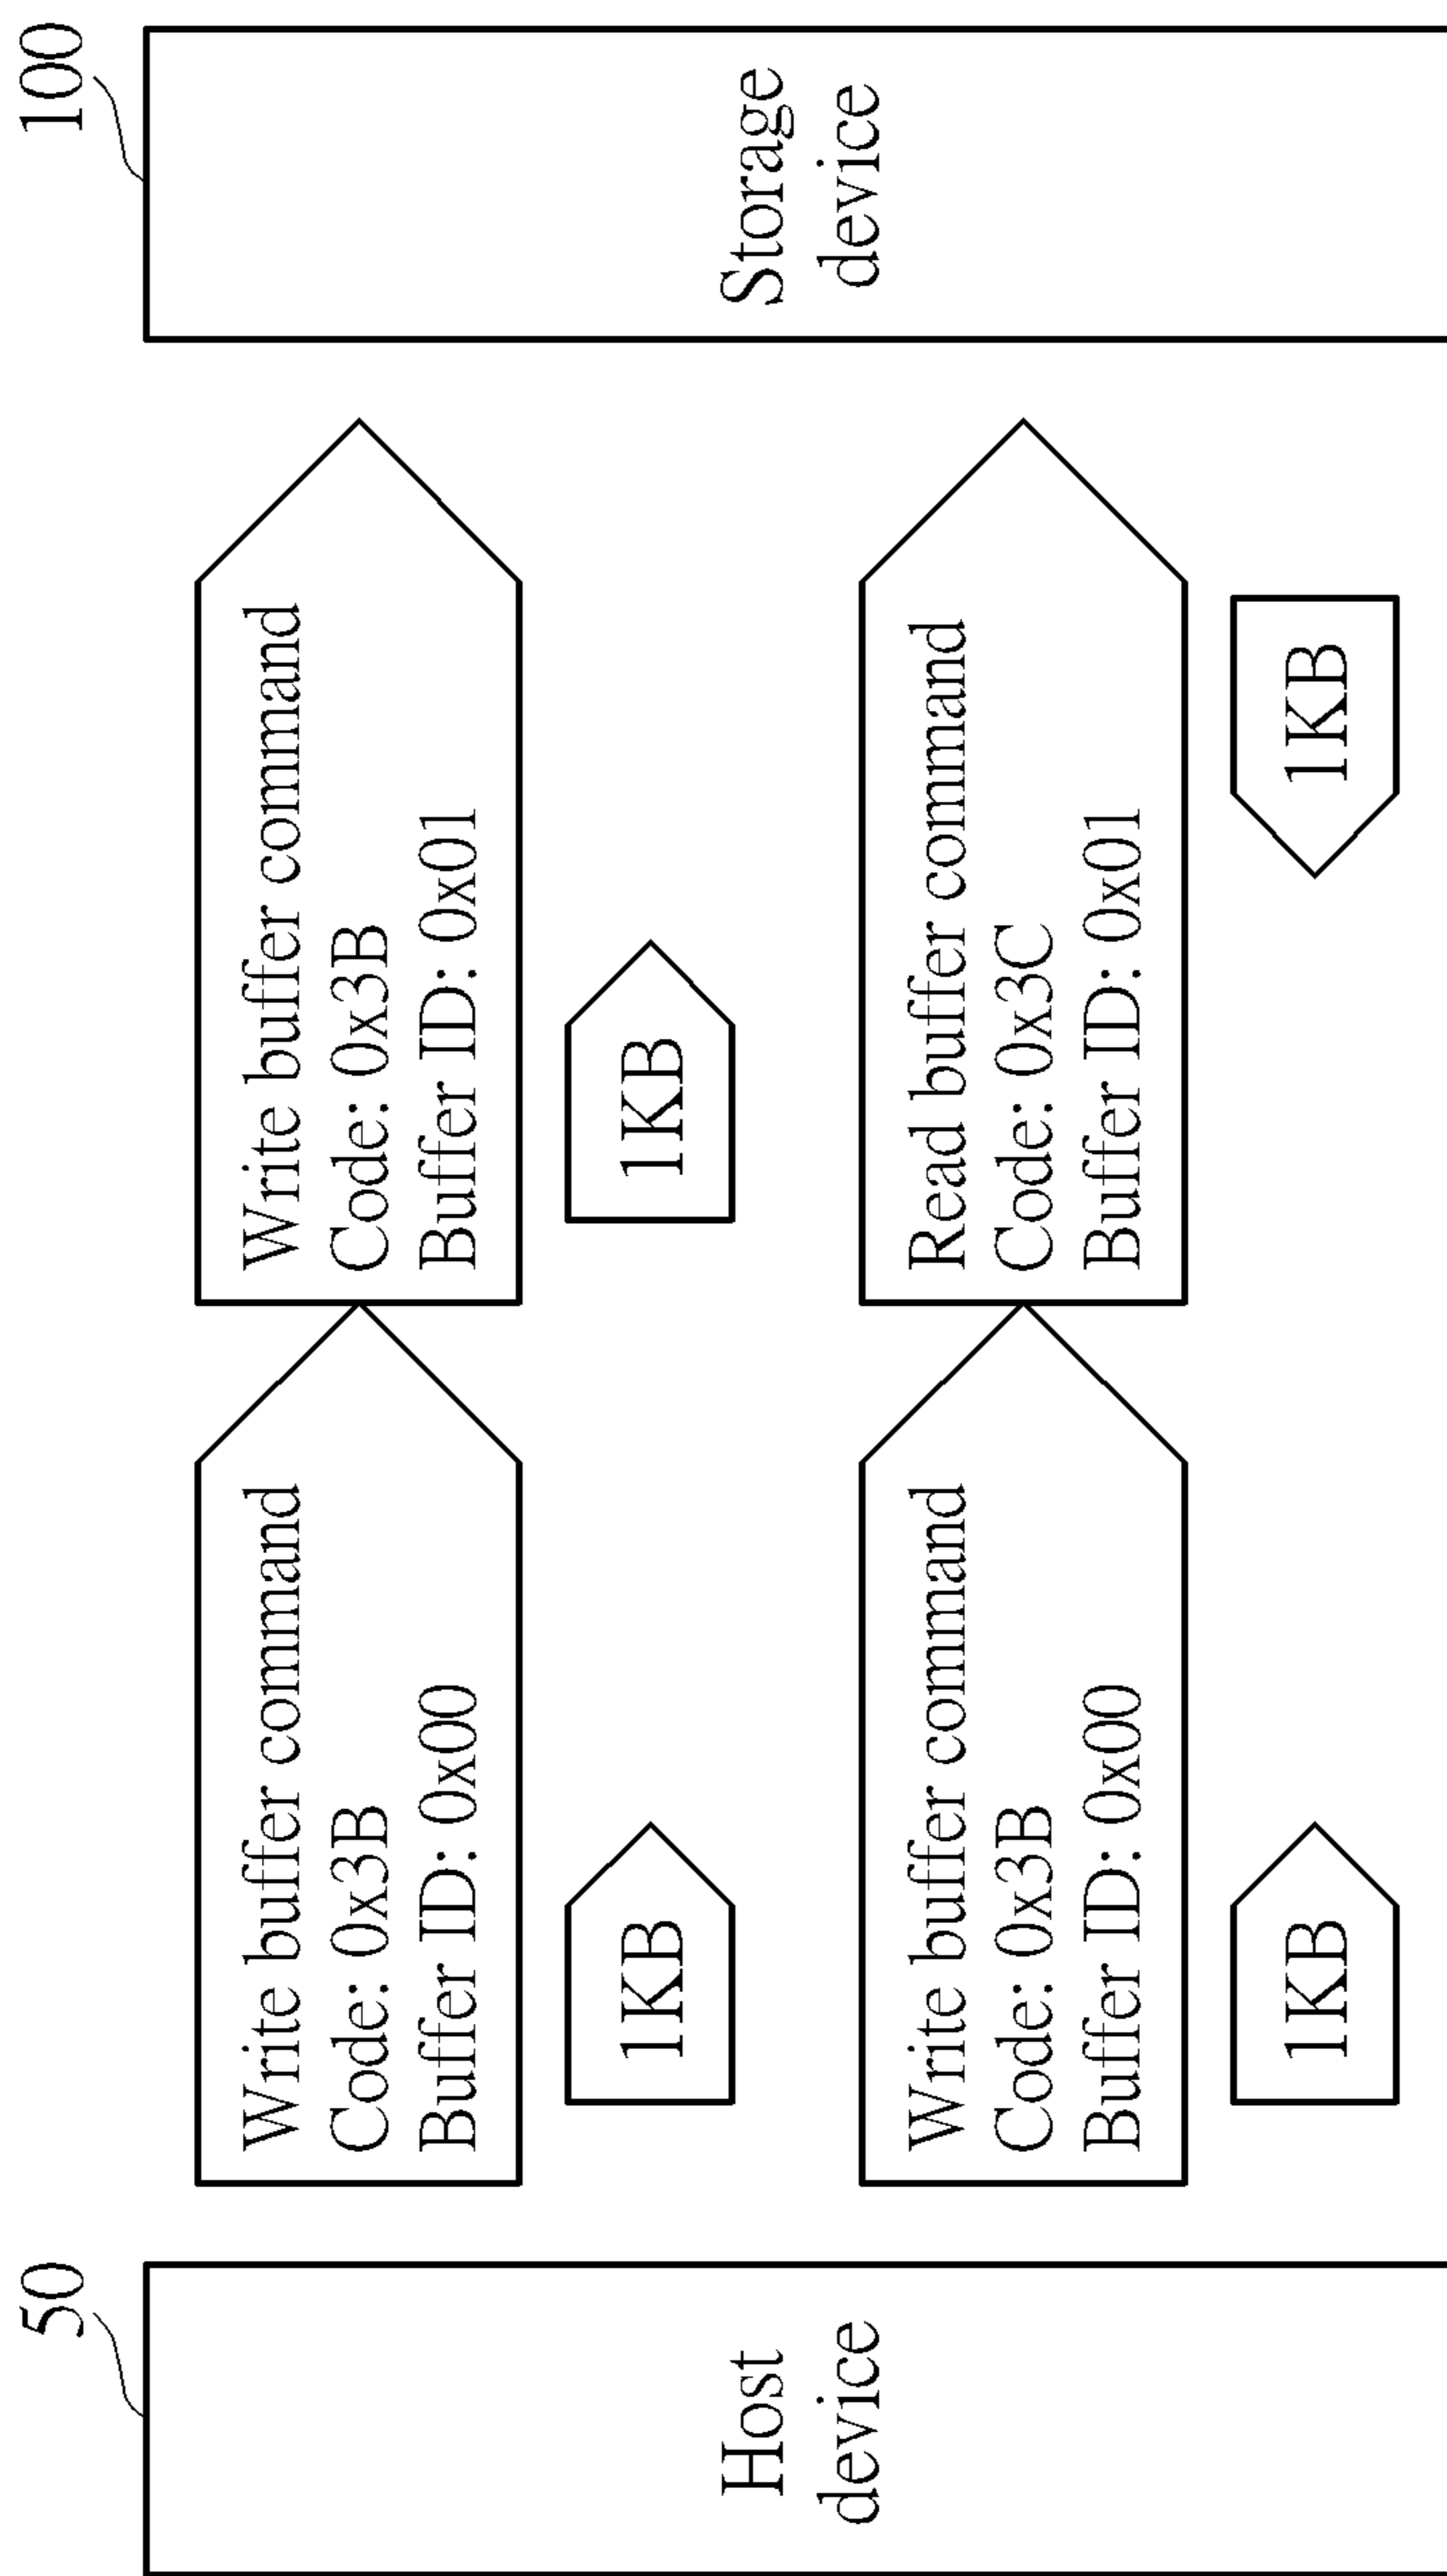 50
100
Host
device
Write buffer command
Code: 0x3B
Buffer ID: 0x00
1KB
Write buffer command
Code: 0x3B
Buffer ID: 0x01
1KB
Write buffer command
Code: 0x3B
Buffer ID: 0x00
1KB
Read buffer command
Code: 0x3C
Buffer ID: 0x01
1KB
Storage
device